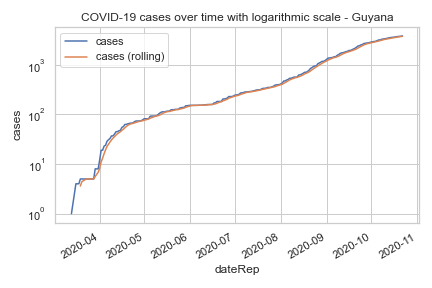 COVID-19 cases over time with logarithmic scale - Guyana
cases
cases (rolling)
10³
10²
10¹
10⁰
cases
2020-04
2020-05
2020-06
2020-07
2020-08
2020-09
2020-10
2020-11
dateRep